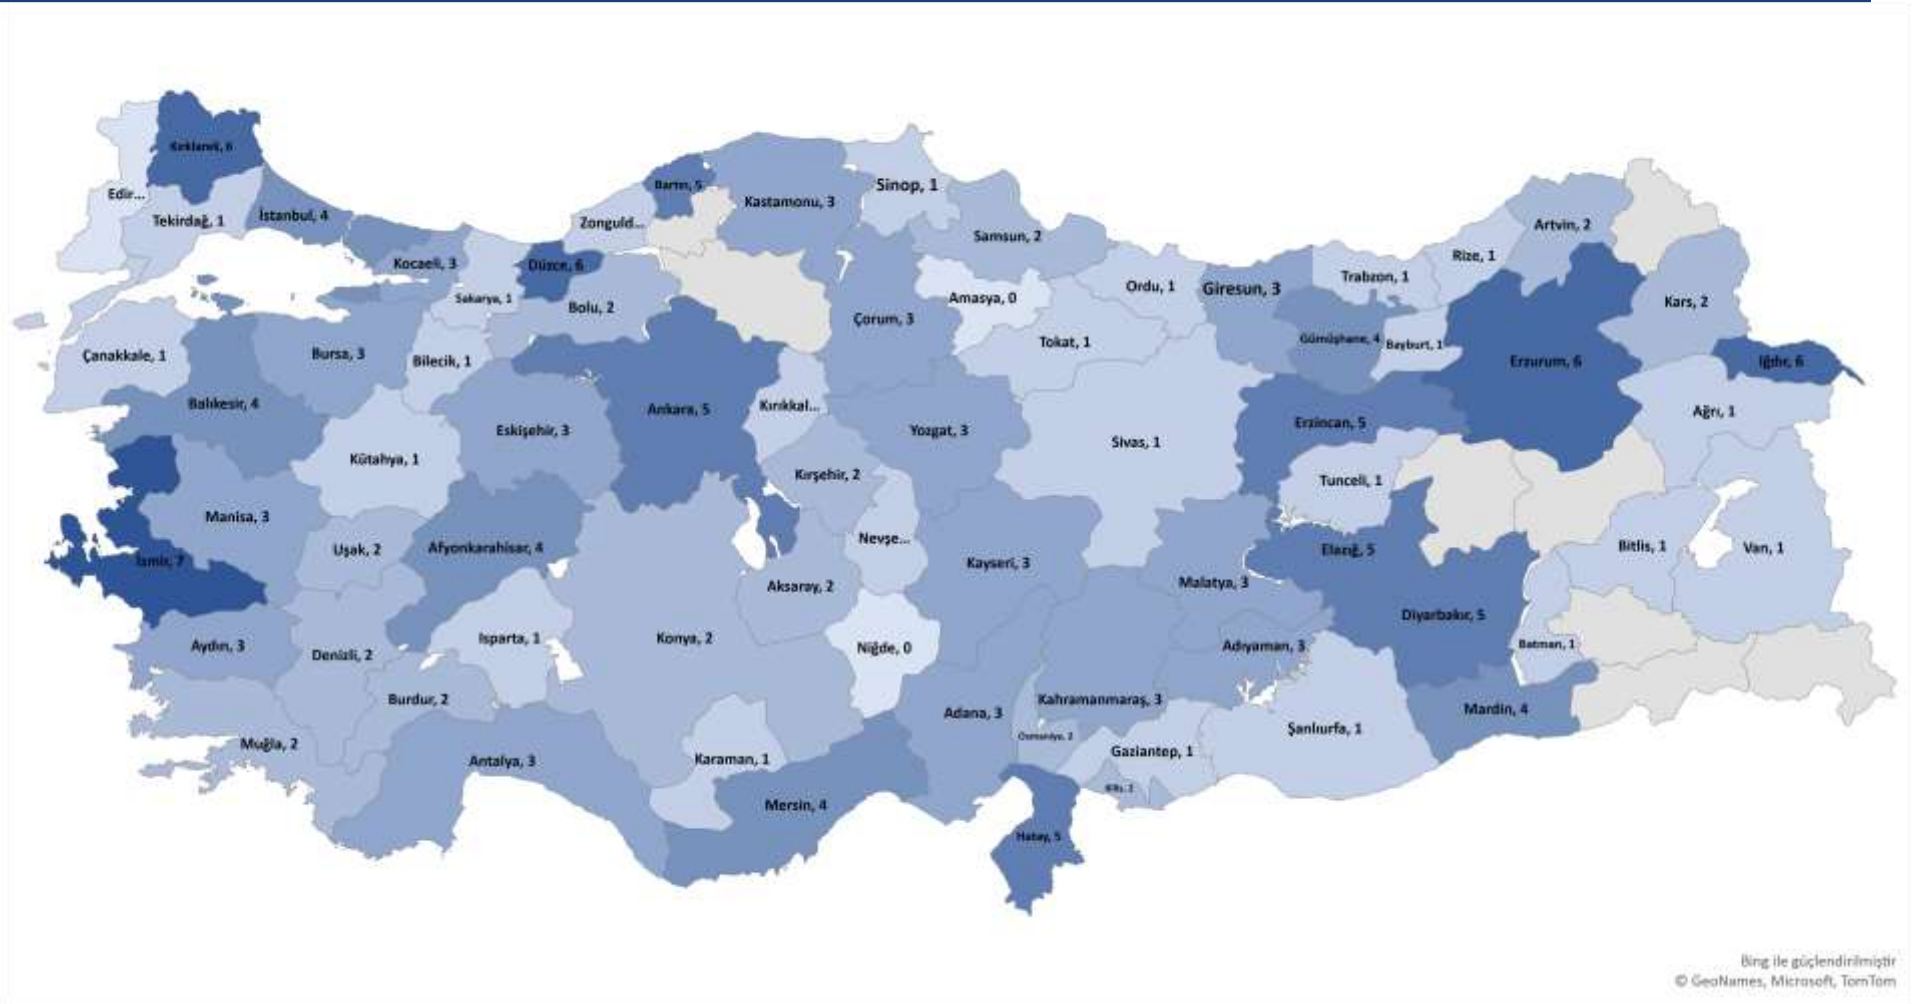 Kırklareli, 6
Edir...
Tekirdağ, 1
İstanbul, 4
Kocaeli, 3
Sakarya, 1
Düzce, 6
Bolu, 2
Zonguld...
Bartın, 5
Kastamonu, 3
Sinop, 1
Samsun, 2
Amasya, 0
Çorum, 3
Tokat, 1
Ordu, 1
Giresun, 3
Trabzon, 1
Rize, 1
Artvin, 2
Kars, 2
Gümüşhane, 4
Bayburt, 1
Erzurum, 6
Iğdır, 6
Ağrı, 1
Çanakkale, 1
Balıkesir, 4
Bursa, 3
Bilecik, 1
Eskişehir, 3
Ankara, 5
Kırıkkal...
Yozgat, 3
Sivas, 1
Erzincan, 5
Tunceli, 1
Kütahya, 1
Manisa, 3
Uşak, 2
Afyonkarahisar, 4
Kırşehir, 2
Nevşe...
Aksaray, 2
Kayseri, 3
Malatya, 3
Elazığ, 5
Diyarbakır, 5
Bitlis, 1
Van, 1
İzmir, 7
Aydın, 3
Denizli, 2
Isparta, 1
Burdur, 2
Konya, 2
Niğde, 0
Adıyaman, 3
Batman, 1
Kahramanmaraş, 3
Adana, 3
Osmaniye, 2
Gaziantep, 1
Şanlıurfa, 1
Mardin, 4
Muğla, 2
Antalya, 3
Karaman, 1
Mersin, 4
Hatay, 5
Bing ile güçlendirilmiştir
© GeoNames, Microsoft, TomTom